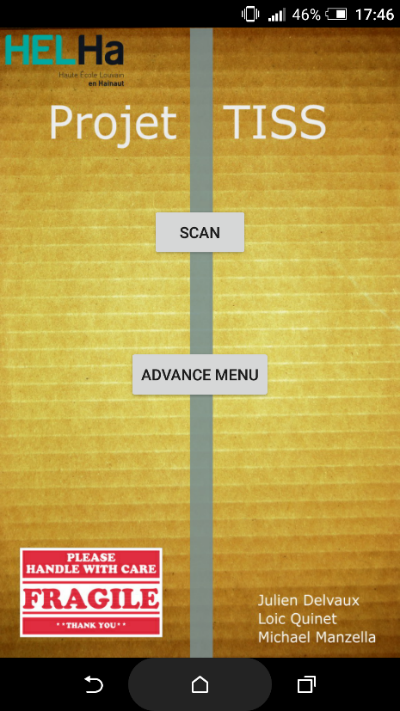 46% 17:46
HELHa
Haute École Louvain
en Hainaut
Projet TISS
SCAN
ADVANCE MENU
PLEASE
HANDLE WITH CARE
FRAGILE
**THANK YOU**
Julien Delvaux
Loic Quinet
Michael Manzella